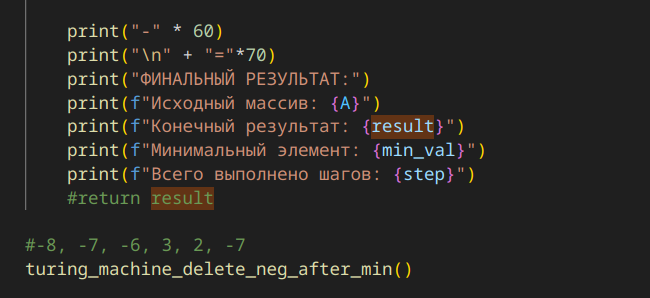 print("-" * 60)
print("\n" + "="*70)
print("ФИНАЛЬНЫЙ РЕЗУЛЬТАТ:")
print(f"Исходный массив: {A}")
print(f"Конечный результат: {result}")
print(f"Минимальный элемент: {min_val}")
print(f"Всего выполнено шагов: {step}")
#return result
#-8, -7, -6, 3, 2, -7
turing_machine_delete_neg_after_min()